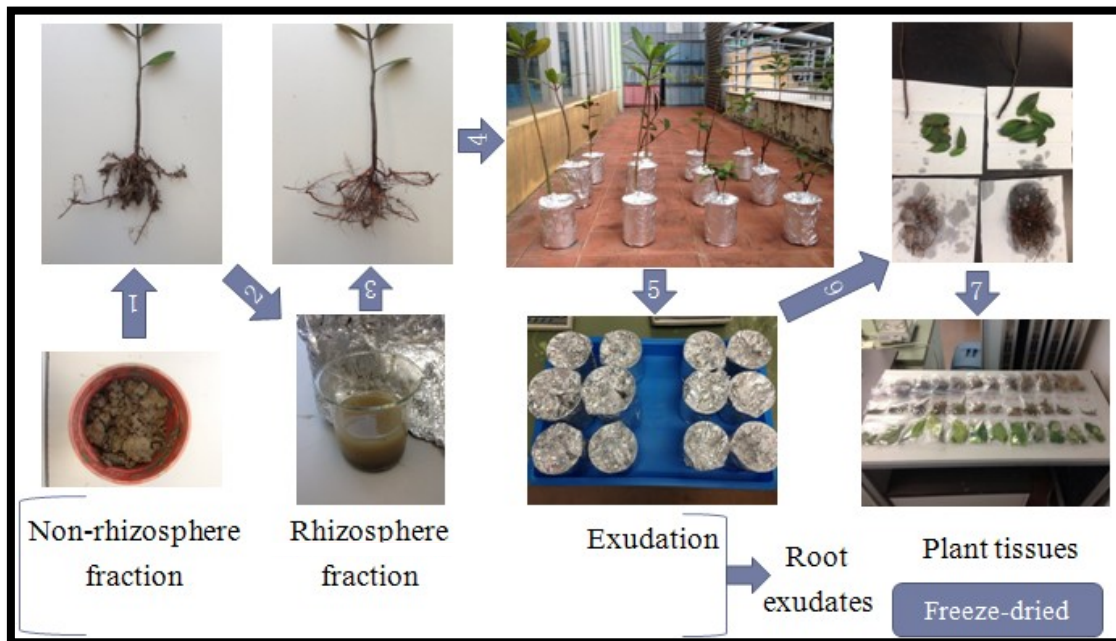 4
1
2
3
5
6
7
Non-rhizosphere
fraction
Rhizosphere
fraction
Exudation
Root
exudates
Plant tissues
Freeze-dried